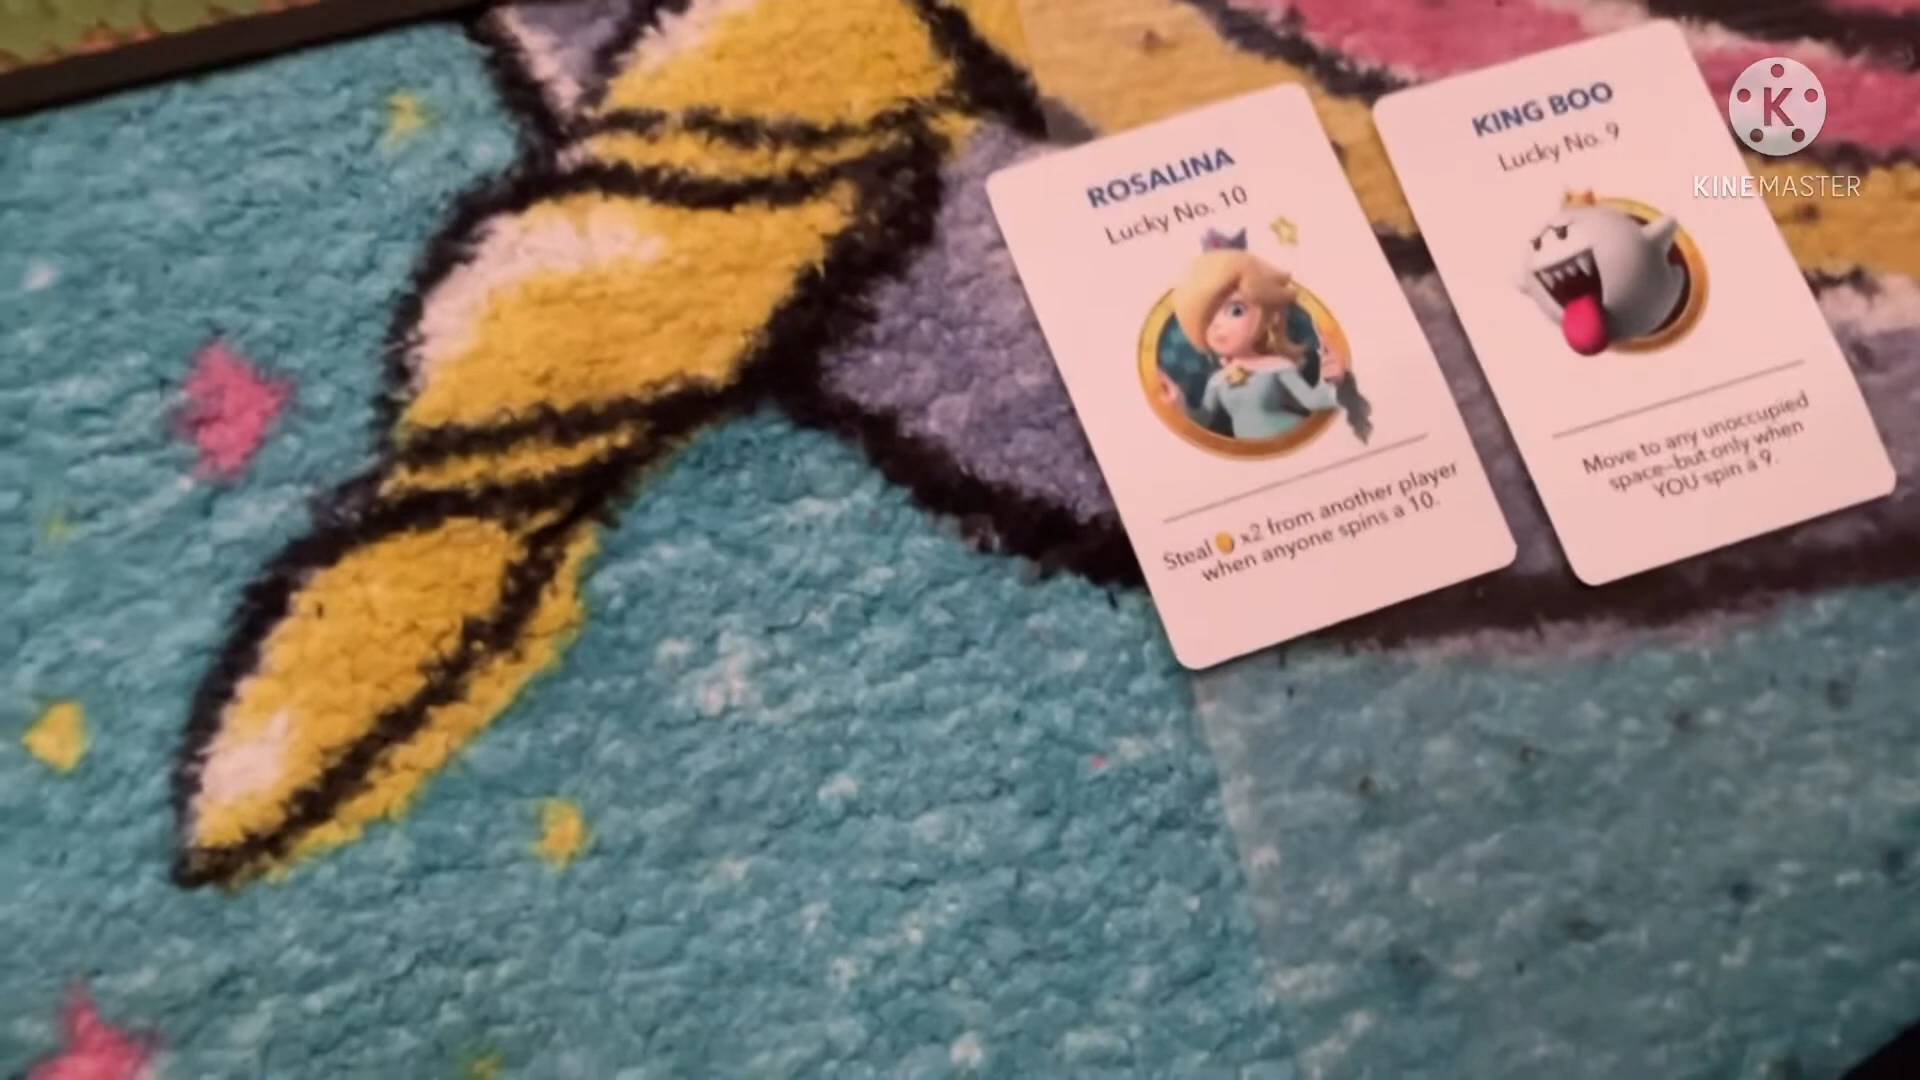 ROSALINA
Lucky No. 10
Steal x2 from another player
when anyone spins a 10.
KING BOO
Lucky No. 9
Move to any unoccupied
space–but only when
YOU spin a 9.
K
KINEMASTER